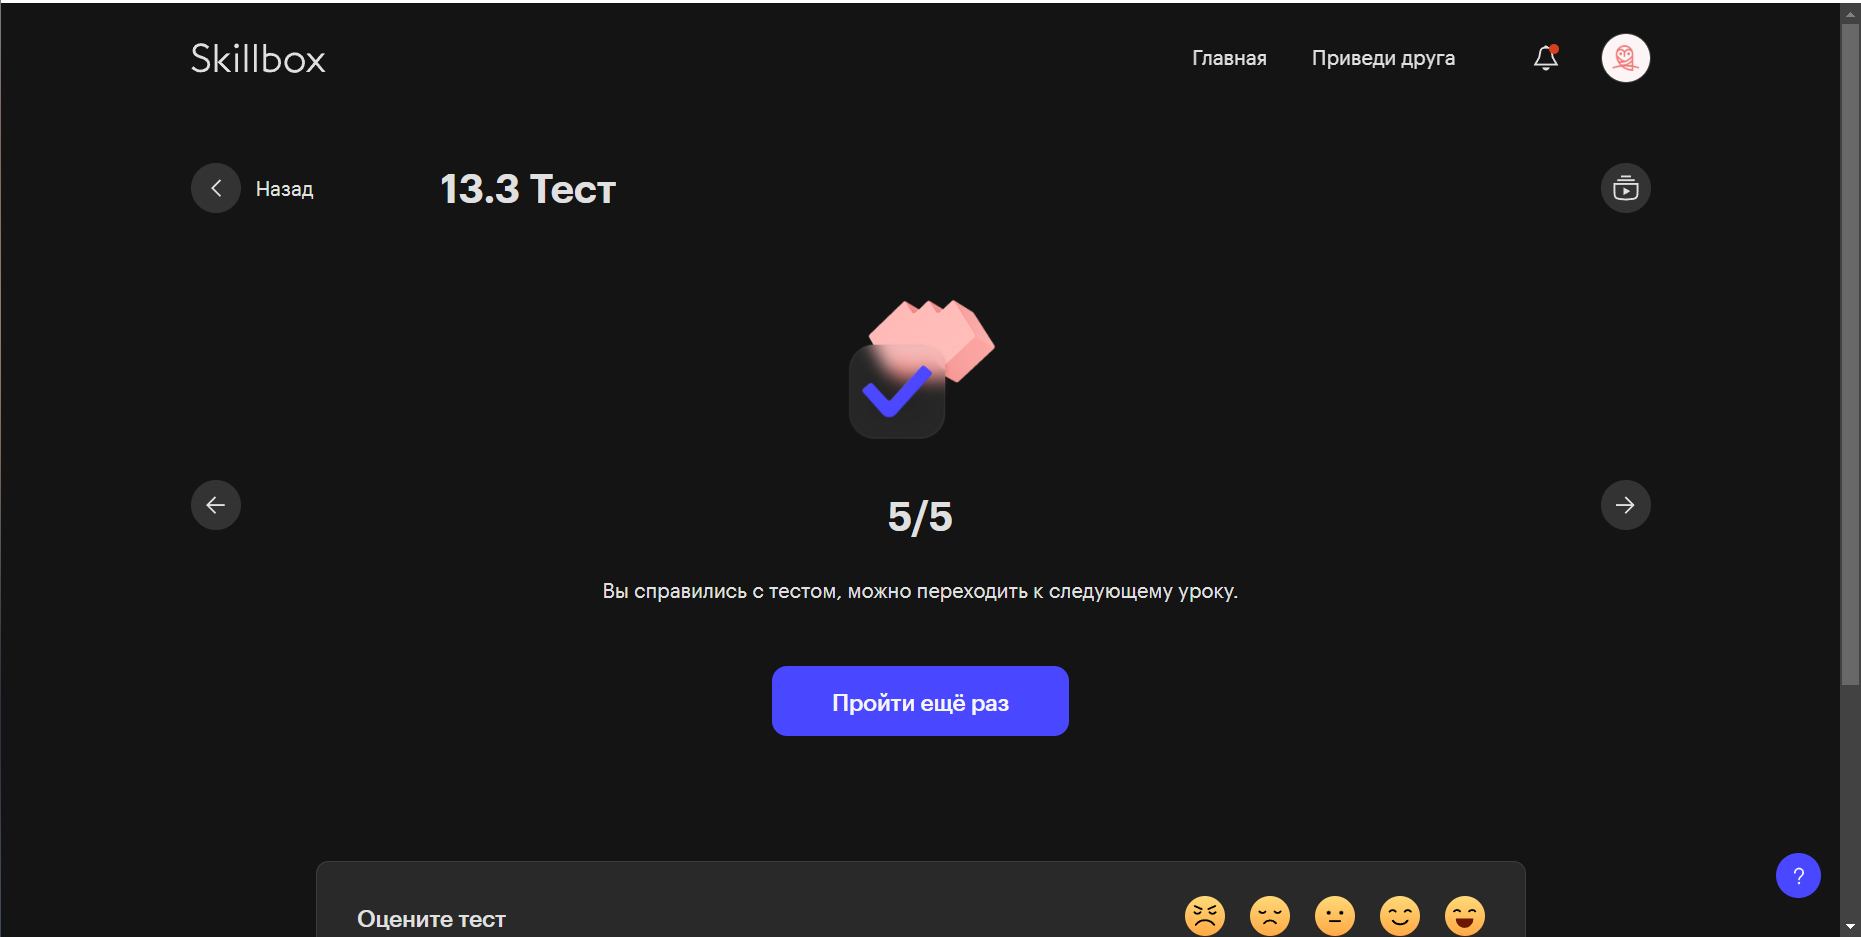 Skillbox
Главная
Приведи друга
Назад
13.3 Тест
5/5
Вы справились с тестом, можно переходить к следующему уроку.
Пройти ещё раз
Оцените тест
?